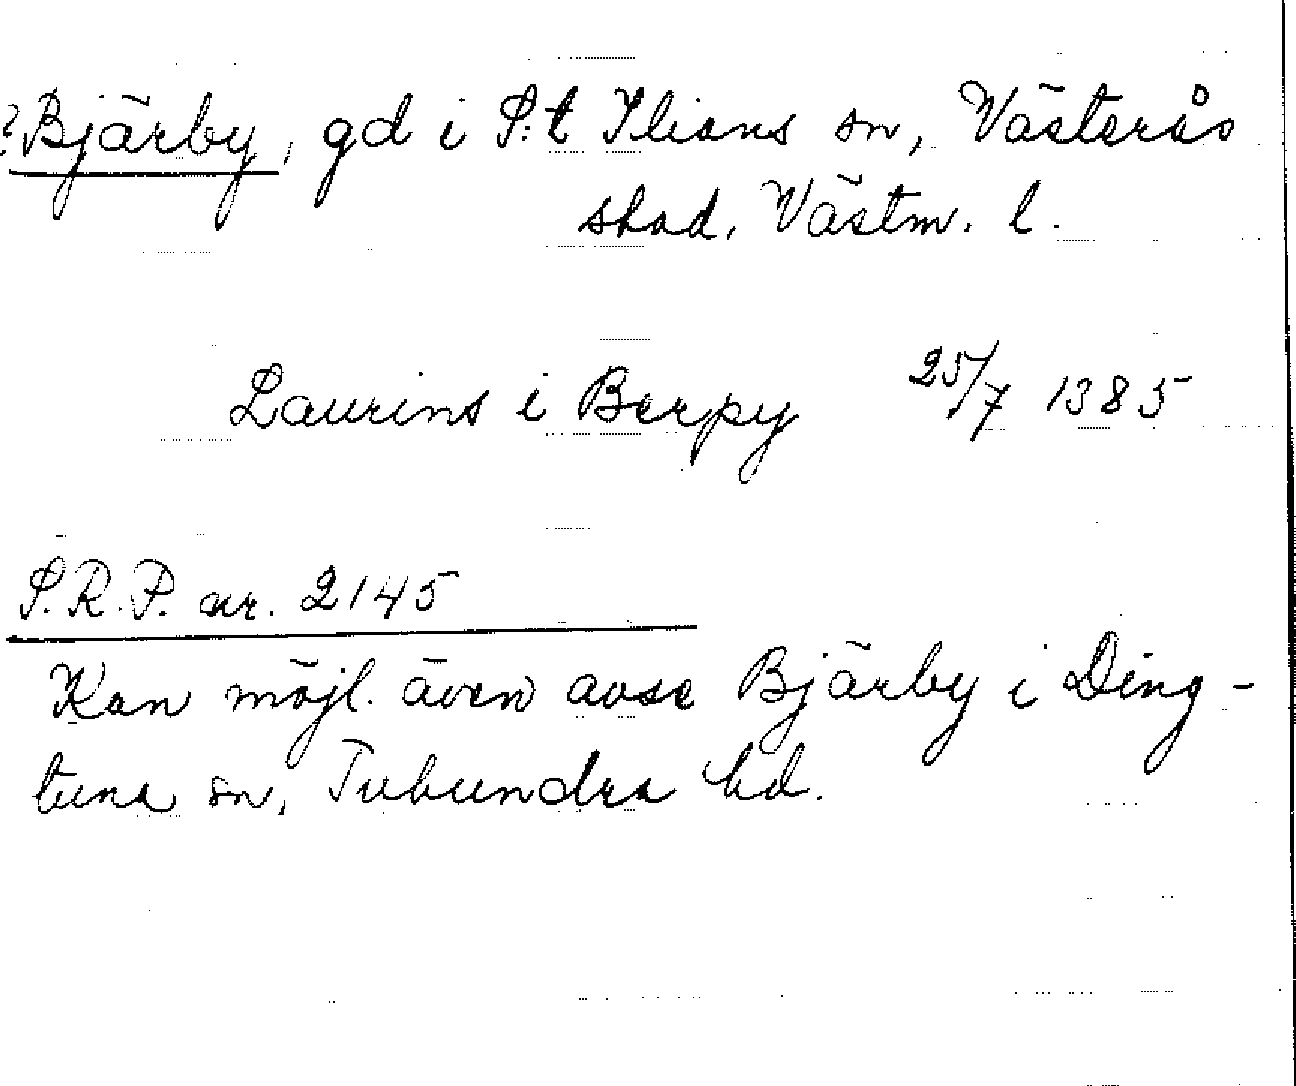 ?Bjärby, gd i S:t Ilians sn, Västerås
stad, Västm. l.
Laurins i Berpy 25/7 1385
S.R.P. nr. 2145
Kan möjl. även avse Bjärby i Ding-
tuna sn, Tuhundra hd.